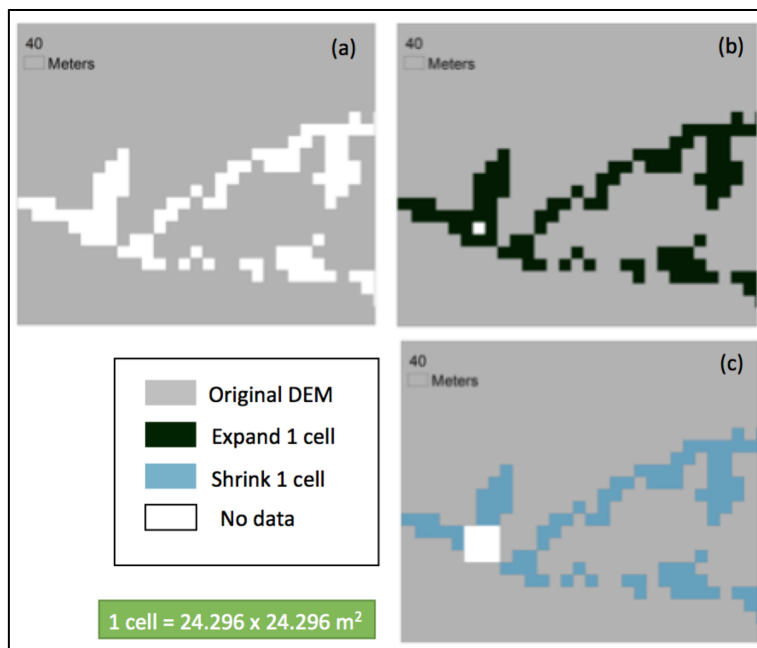 40
Meters
(a)
40
Meters
(b)
40
Meters
(c)
Original DEM
Expand 1 cell
Shrink 1 cell
No data
1 cell = 24.296 x 24.296 m²